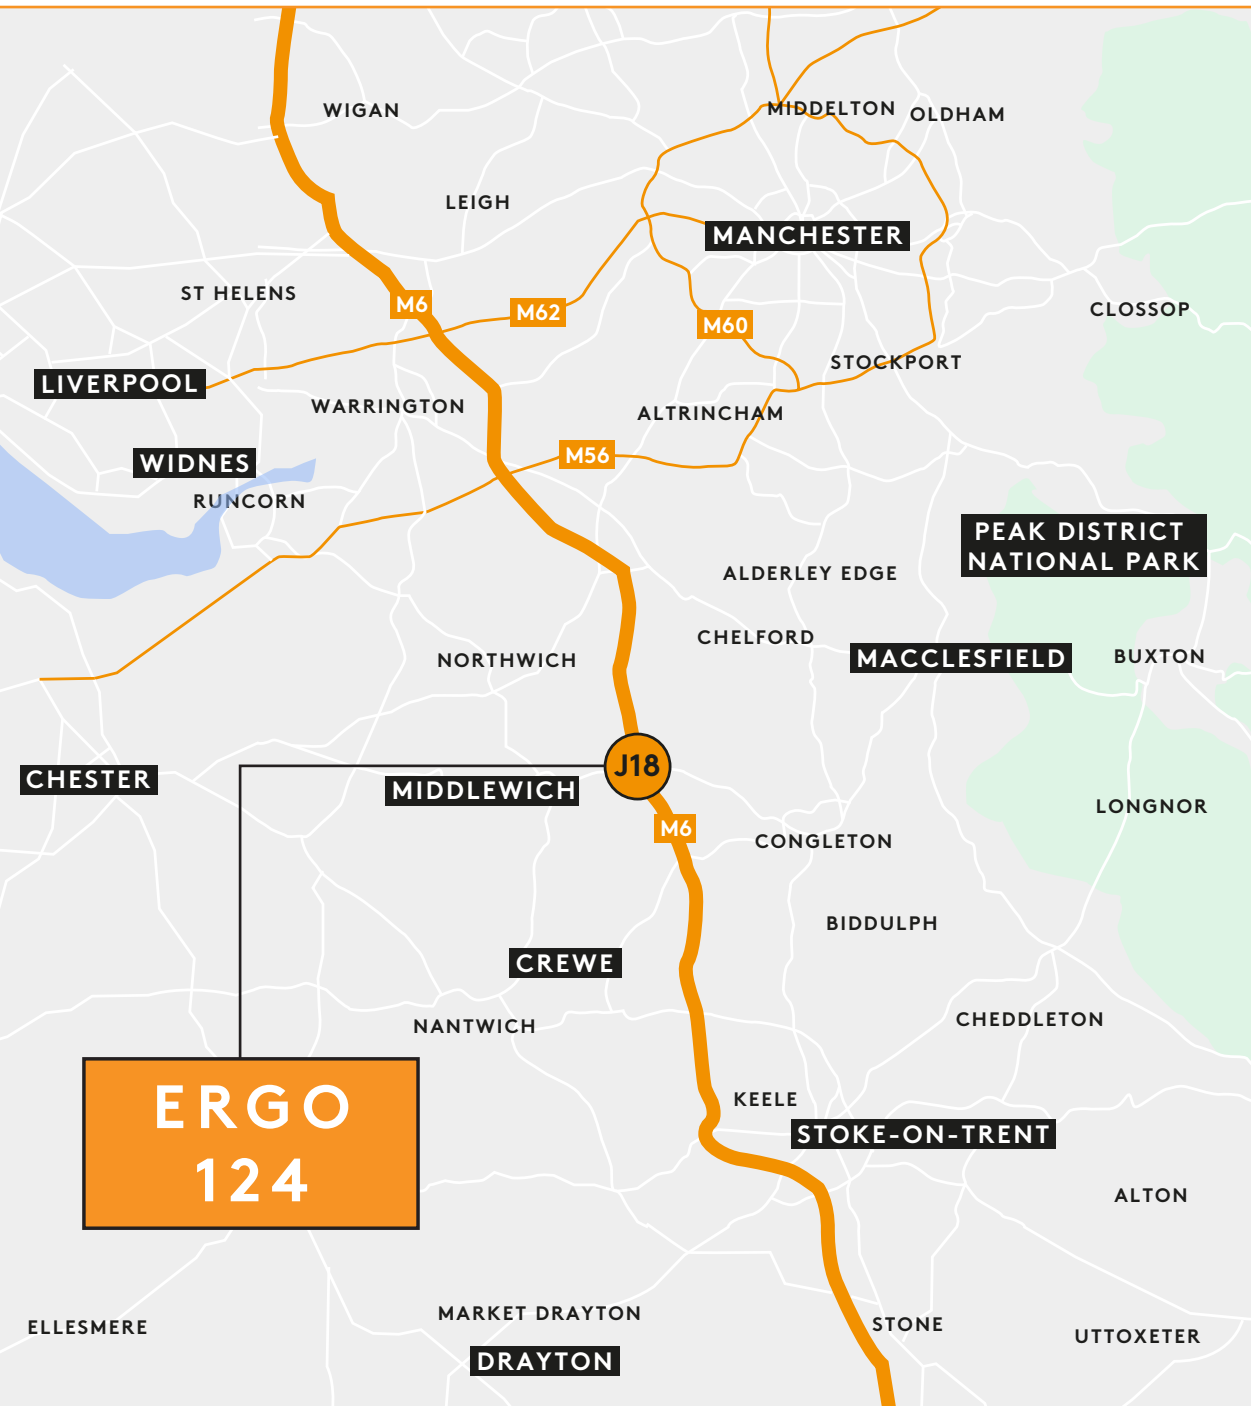 WIGAN
MIDDELTON
OLDHAM
LEIGH
MANCHESTER
ST HELENS
M6
M62
M60
CLOSSOP
STOCKPORT
LIVERPOOL
WARRINGTON
ALTRINCHAM
WIDNES
M56
RUNCORN
PEAK DISTRICT
NATIONAL PARK
ALDERLEY EDGE
CHELFORD
NORTHWICH
MACCLESFIELD
BUXTON
J18
CHESTER
MIDDLEWICH
LONGNOR
M6
CONGLETON
BIDDULPH
CREWE
NANTWICH
CHEDDLETON
ERGO
124
KEELE
STOKE-ON-TRENT
ALTON
MARKET DRAYTON
ELLESMERE
STONE
UTTOXETER
DRAYTON